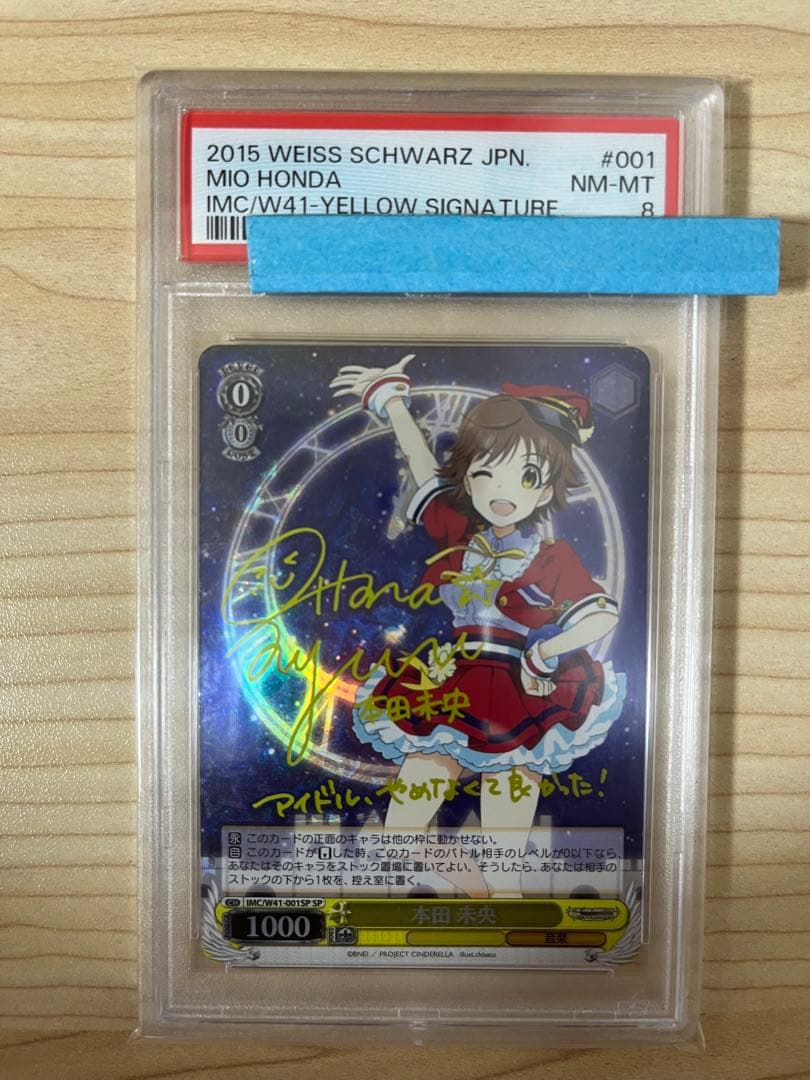 2015 WEISS SCHWARZ JPN. #001
MIO HONDA NM-MT
IMC/W41-YELLOW SIGNATURE 8
LEVEL
0
0
COST
本田未央
アイドル、やめなくて良かった!
永 このカードの正面のキャラは他の枠に動かせない。
自 このカードが した時、このカードのバトル相手のレベルが0以下なら、
あなたはそのキャラをストック置場に置いてよい。そうしたら、あなたは相手の
ストックの下から1枚を、控え室に置く。
CH IMC/W41-001SP SP
本田 未央
1000
音楽
©BNEI / PROJECT CINDERELLA illust.chisato